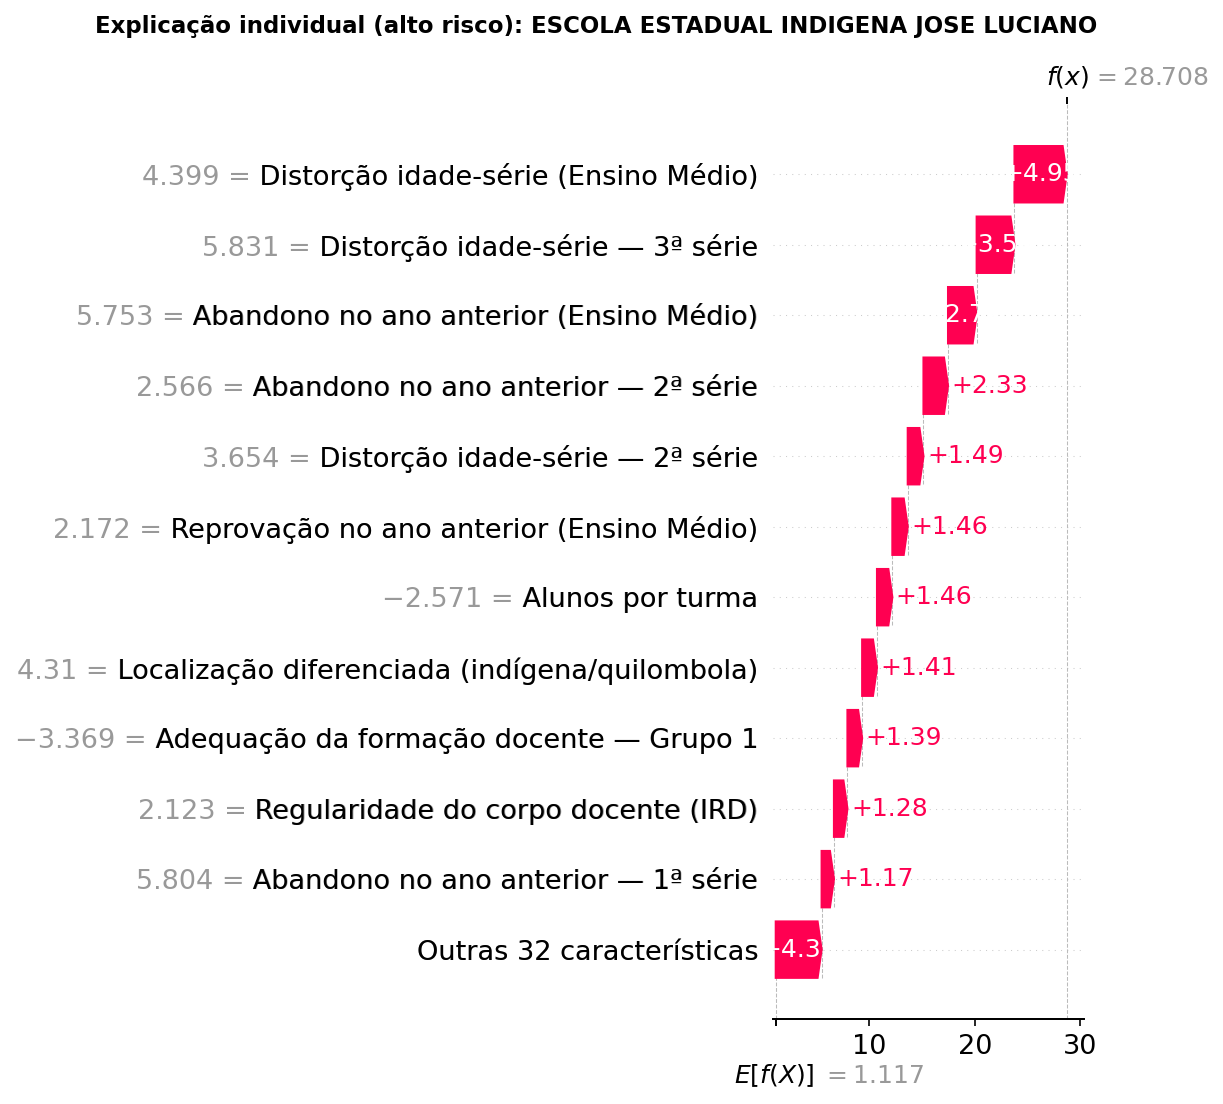 Explicação individual (alto risco): ESCOLA ESTADUAL INDIGENA JOSE LUCIANO
f(x) = 28.708
4.399 = Distorção idade-série (Ensino Médio)
5.831 = Distorção idade-série — 3ª série
5.753 = Abandono no ano anterior (Ensino Médio)
2.566 = Abandono no ano anterior — 2ª série +2.33
3.654 = Distorção idade-série — 2ª série +1.49
2.172 = Reprovação no ano anterior (Ensino Médio) +1.46
−2.571 = Alunos por turma +1.46
4.31 = Localização diferenciada (indígena/quilombola) +1.41
−3.369 = Adequação da formação docente — Grupo 1 +1.39
2.123 = Regularidade do corpo docente (IRD) +1.28
5.804 = Abandono no ano anterior — 1ª série +1.17
Outras 32 características
10 20 30
E[f(X)] = 1.117